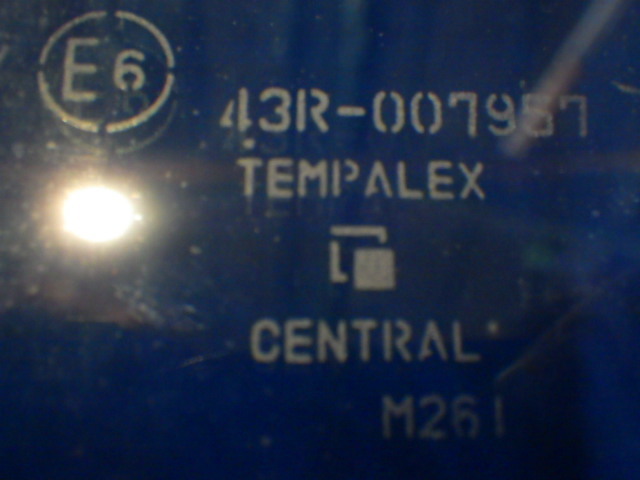 E6
43R-007957
TEMPALEX
CENTRAL
M261